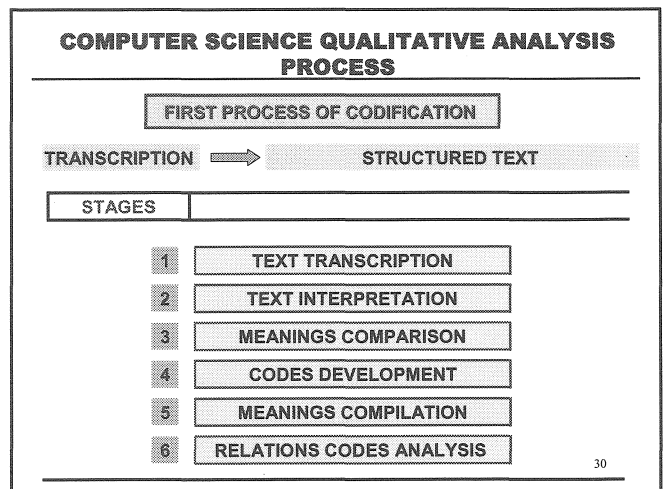 COMPUTER SCIENCE QUALITATIVE ANALYSIS
PROCESS
FIRST PROCESS OF CODIFICATION
TRANSCRIPTION STRUCTURED TEXT
STAGES
1 TEXT TRANSCRIPTION
2 TEXT INTERPRETATION
3 MEANINGS COMPARISON
4 CODES DEVELOPMENT
5 MEANINGS COMPILATION
6 RELATIONS CODES ANALYSIS
30